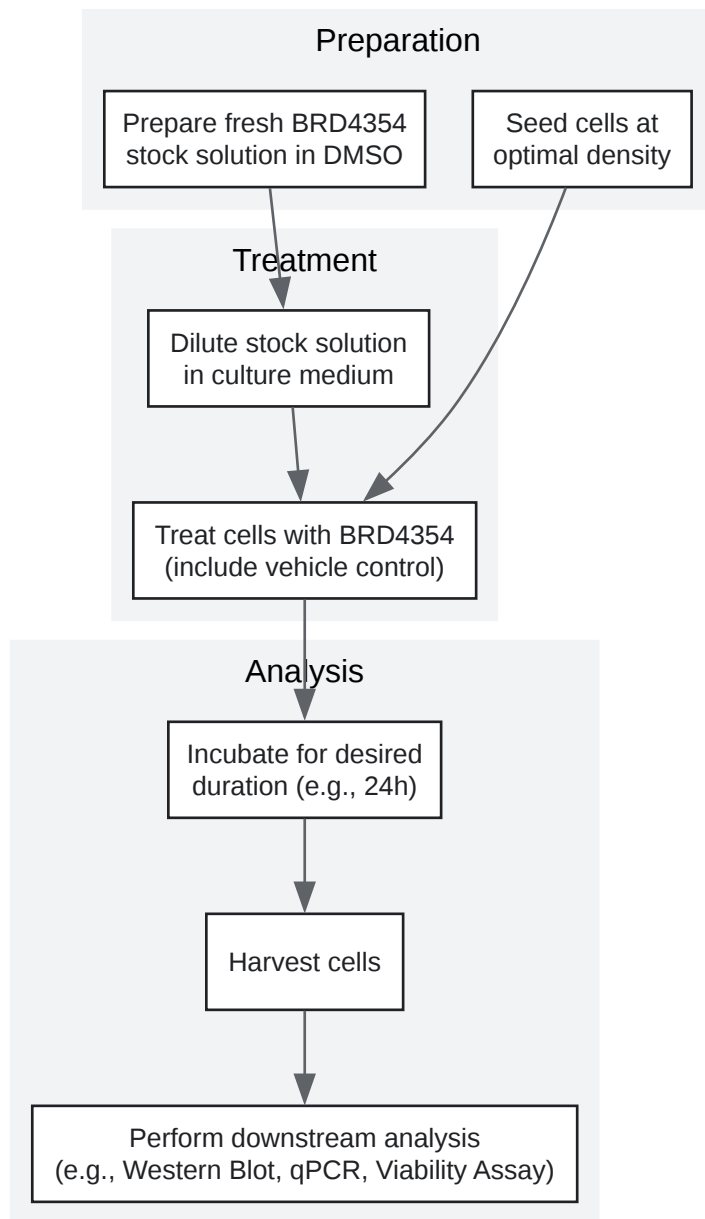 Preparation
Prepare fresh BRD4354
stock solution in DMSO
Seed cells at
optimal density
Treatment
Dilute stock solution
in culture medium
Treat cells with BRD4354
(include vehicle control)
Analysis
Incubate for desired
duration (e.g., 24h)
Harvest cells
Perform downstream analysis
(e.g., Western Blot, qPCR, Viability Assay)